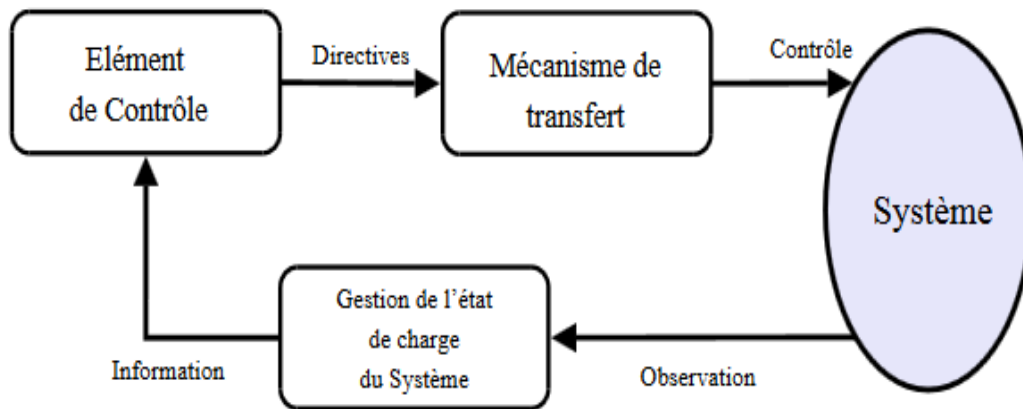 Elément
de Contrôle
Directives
Mécanisme de
transfert
Contrôle
Système
Gestion de l’état
de charge
du Système
Information
Observation